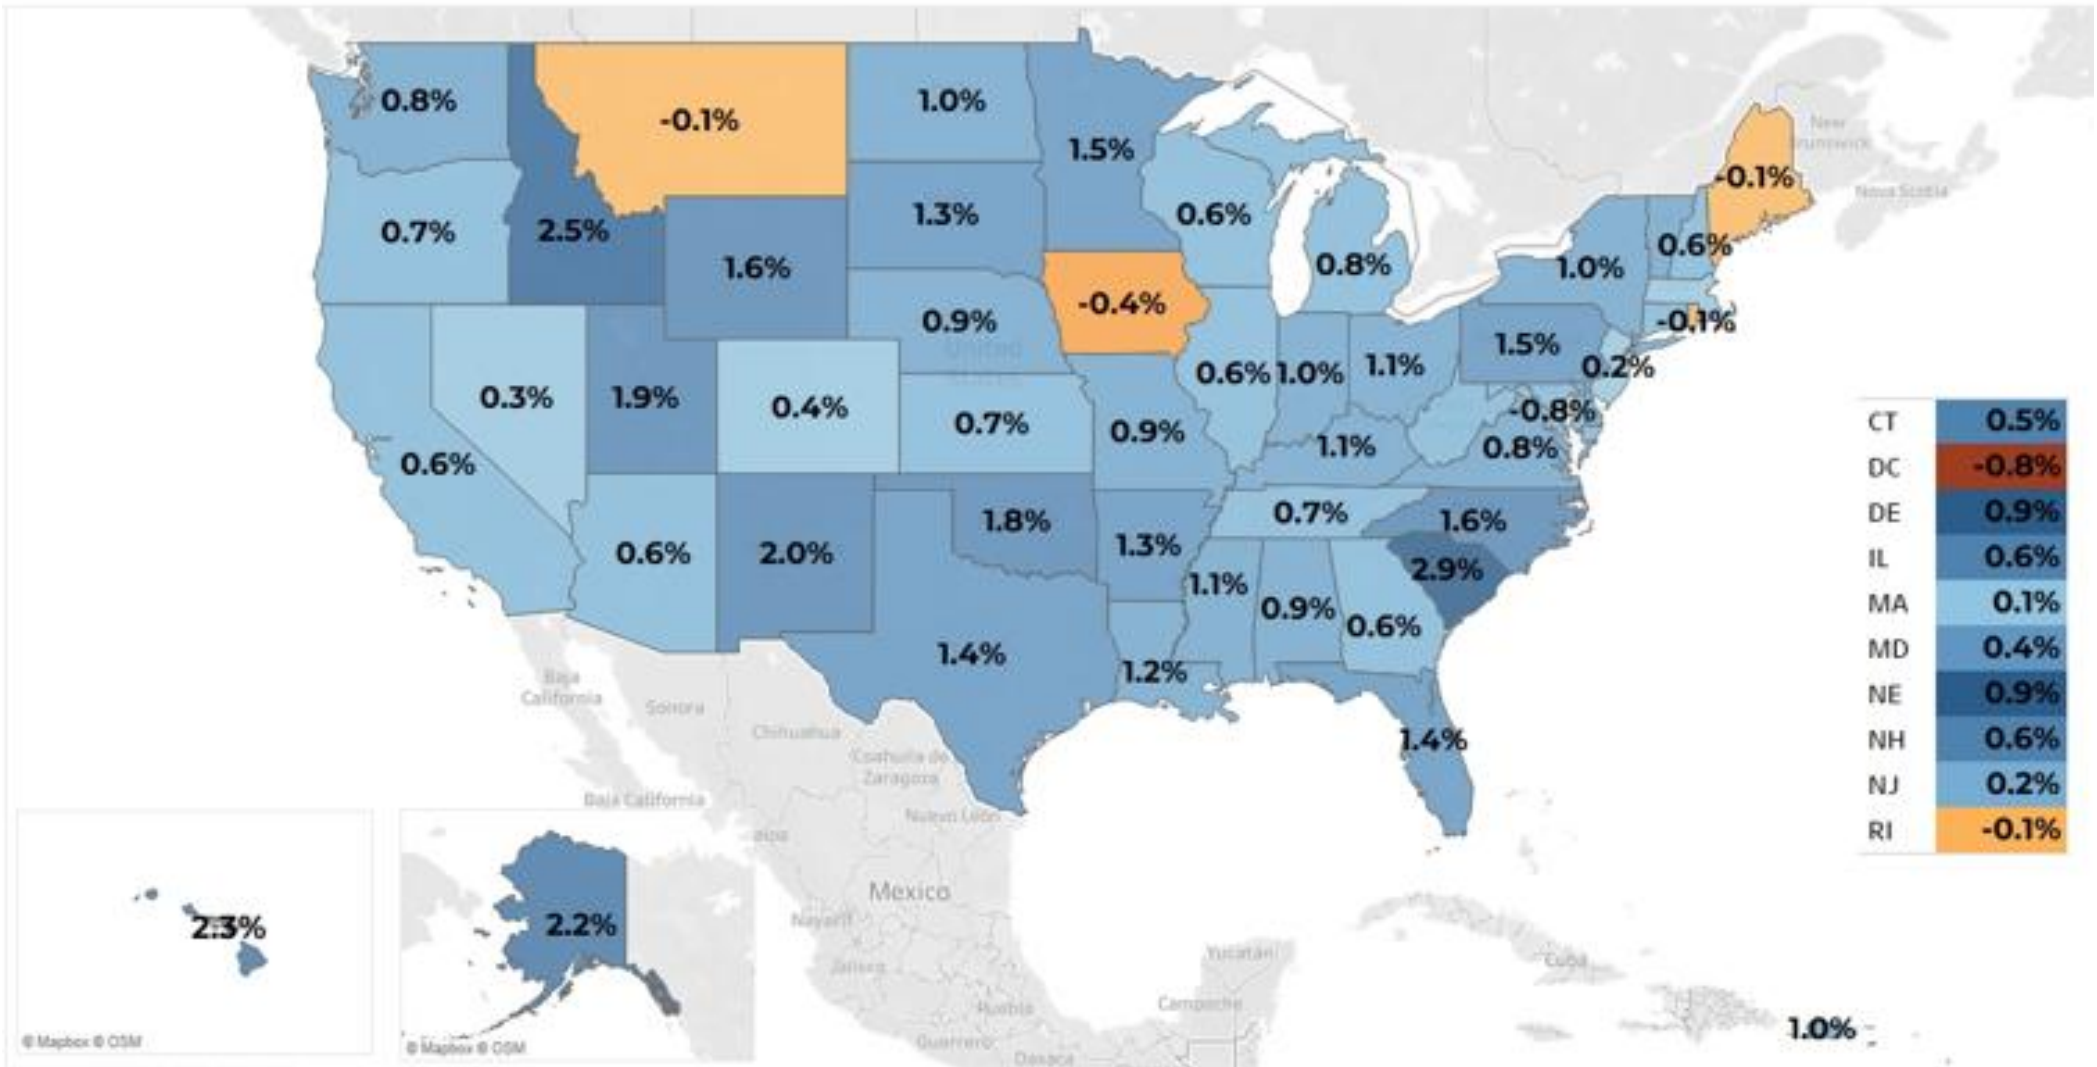 0.8%
-0.1%
1.0%
1.5%
-0.1%
New
Brunswick
Nova Scotia
0.7%
2.5%
1.6%
1.3%
0.6%
0.8%
1.0%
0.6%
-0.4%
0.9%
United
States
-0.1%
0.3%
1.9%
0.4%
0.7%
0.9%
0.6%
1.0%
1.1%
1.5%
0.2%
-0.8%
0.6%
1.1%
0.8%
0.6%
2.0%
1.8%
1.3%
0.7%
1.6%
2.9%
1.1%
0.9%
0.6%
1.4%
1.2%
1.4%
CT 0.5%
DC -0.8%
DE 0.9%
IL 0.6%
MA 0.1%
MD 0.4%
NE 0.9%
NH 0.6%
NJ 0.2%
RI -0.1%
Baja
California
Sonora
Chihuahua
Coahuila de
Zaragoza
Baja California
Nuevo León
Mexico
Nayarit
Jalisco
Puebla
Guerrero
Oaxaca
Yucatán
Campeche
Cuba
1.0%
2.3%
© Mapbox © OSM
2.2%
© Mapbox © OSM